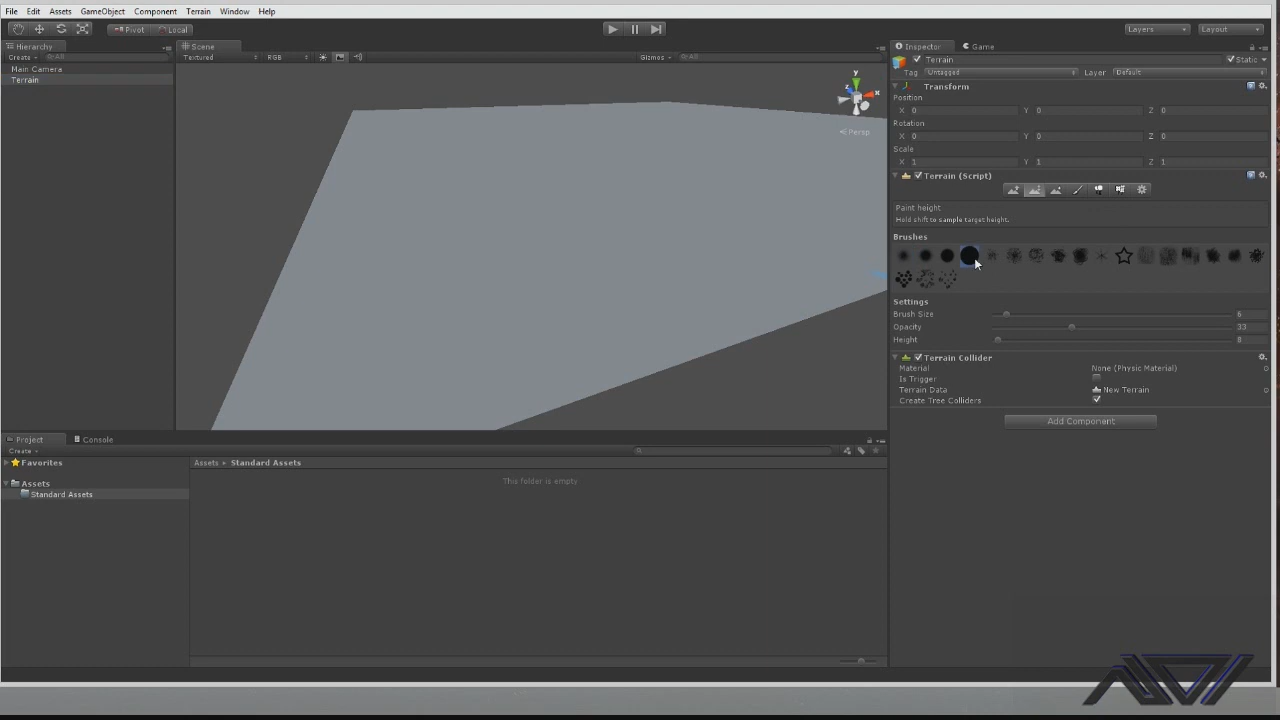 File Edit Assets GameObject Component Terrain Window Help
Pivot Local Layers Layout
Hierarchy Scene Inspector Game
Create All Textured RGB Gizmos All Terrain Static
Main Camera Tag Untagged Layer Default
Terrain
Transform
Position
X 0 Y 0 Z 0
Rotation
X 0 Y 0 Z 0
Scale
X 1 Y 1 Z 1
y
x
z
Persp
Terrain (Script)
Paint height
Hold shift to sample target height.
Brushes
Settings
Brush Size 6
Opacity 33
Height 8
Terrain Collider
Material None (Physic Material)
Is Trigger
Terrain Data New Terrain
Create Tree Colliders
Add Component
Project Console
Create
Favorites Assets Standard Assets
Assets This folder is empty
Standard Assets